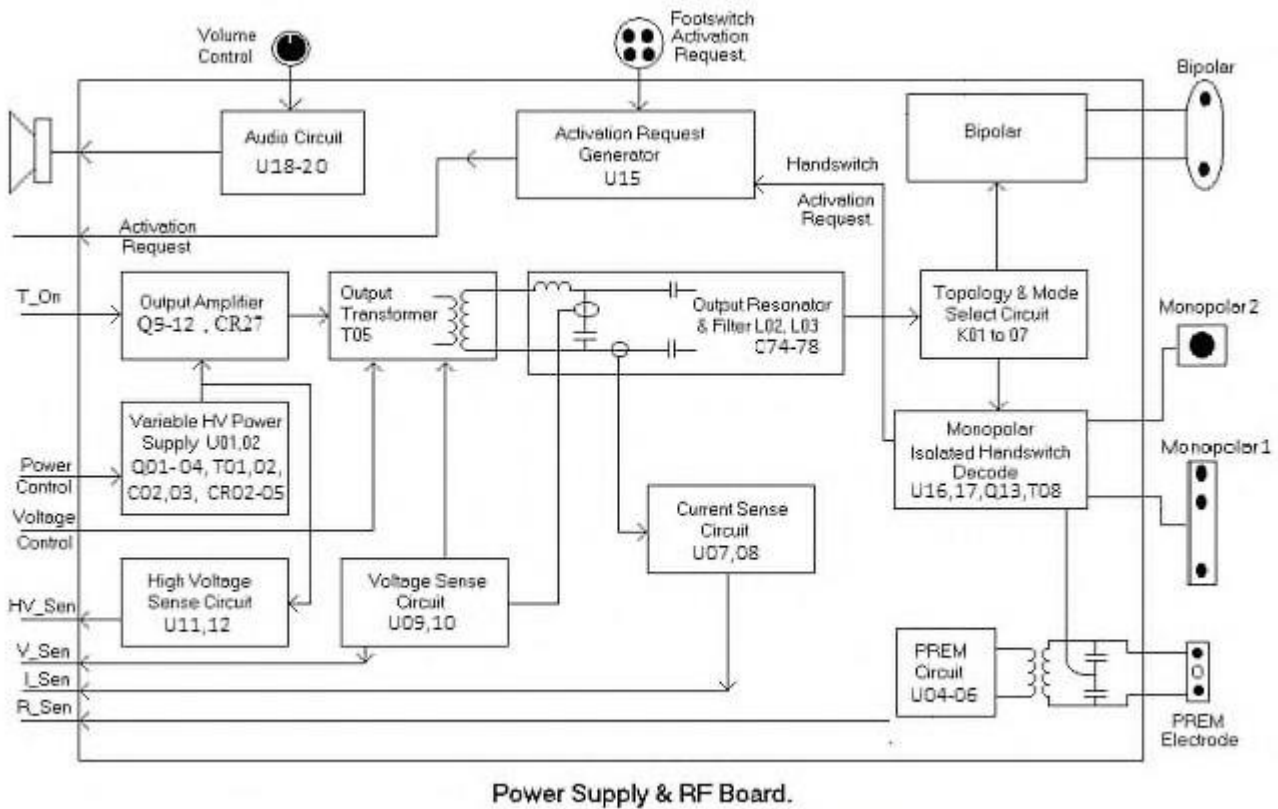 Volume
Control
Footswitch
Activation
Request.
Bipolar
Audio Circuit
U18-20
Activation Request
Generator
U15
Bipolar
Handswitch
Activation
Request.
Activation
Request
T_On
Output Amplifier
Q9-12 , CR27
Output
Transformer
T05
Output Resonator
& Filter L02, L03
C74-78
Topology & Mode
Select Circuit
K01 to 07
Monopolar2
Variable HV Power
Supply U01,02
Q01-04, T01,02,
C02,03, CR02-05
Power
Control
Monopolar
Isolated Handswitch
Decode
U16,17,Q13,T08
Monopolar1
Voltage
Control
Current Sense
Circuit
U07,08
High Voltage
Sense Circuit
U11,12
Voltage Sense
Circuit
U09,10
HV_Sen
V_Sen
I_Sen
R_Sen
PREM
Circuit
U04-06
PREM
Electrode
Power Supply & RF Board.